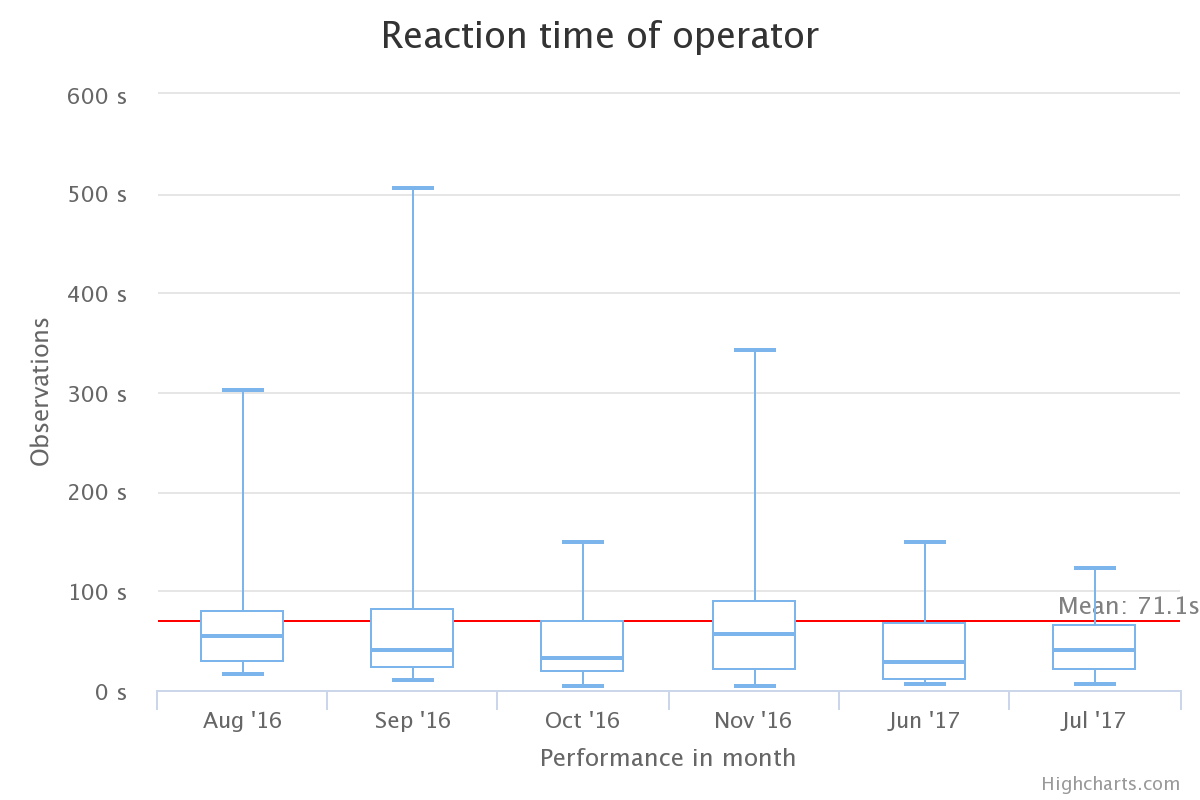 Reaction time of operator
600 s
500 s
400 s
300 s
200 s
100 s
0 s
Observations
Mean: 71.1s
Aug '16 Sep '16 Oct '16 Nov '16 Jun '17 Jul '17
Performance in month
Highcharts.com